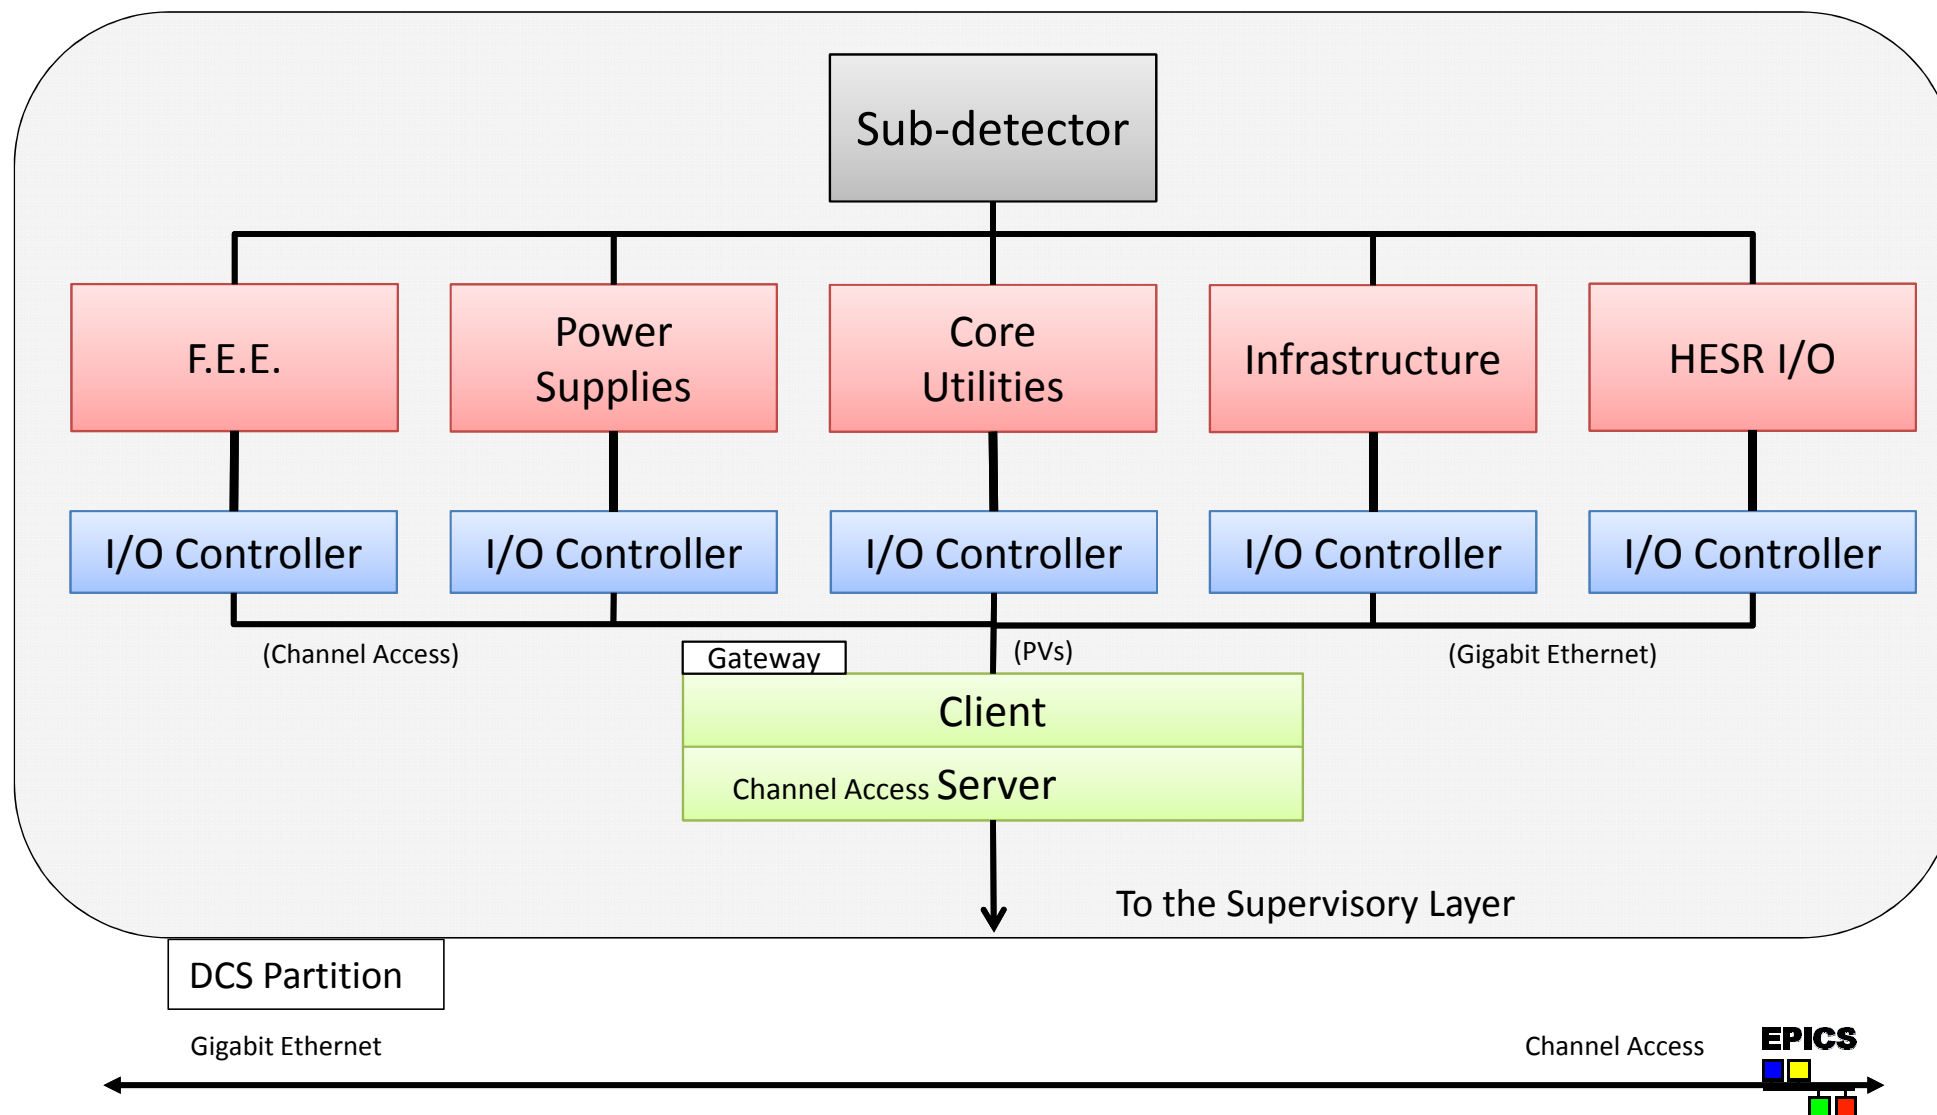 Sub-detector
F.E.E.
Power
Supplies
Core
Utilities
Infrastructure
HESR I/O
I/O Controller
I/O Controller
I/O Controller
I/O Controller
I/O Controller
(Channel Access)
Gateway
(PVs)
(Gigabit Ethernet)
Client
Channel Access Server
To the Supervisory Layer
DCS Partition
Gigabit Ethernet
Channel Access
EPICS